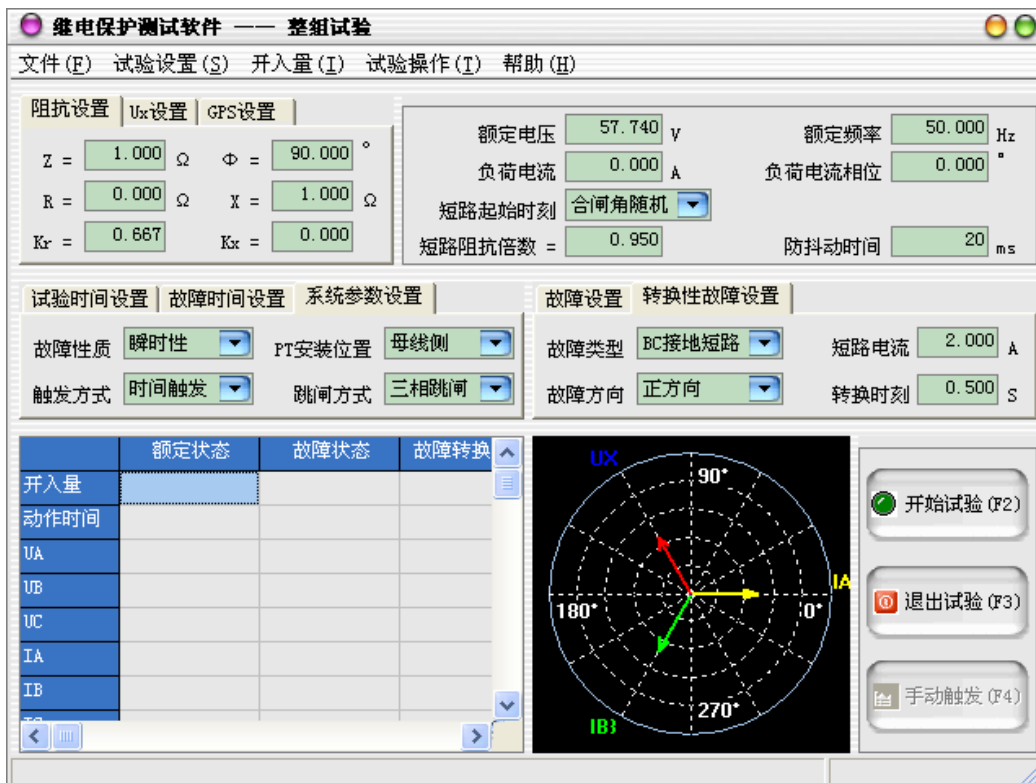 继电保护测试软件 —— 整组试验
文件(F) 试验设置(S) 开入量(I) 试验操作(T) 帮助(H)
阻抗设置 Ux设置 GPS设置
Z = 1.000 Ω Φ = 90.000 °
R = 0.000 Ω X = 1.000 Ω
Kr = 0.667 Kx = 0.000
额定电压 57.740 V 额定频率 50.000 Hz
负荷电流 0.000 A 负荷电流相位 0.000 °
短路起始时刻 合闸角随机
短路阻抗倍数 = 0.950 防抖动时间 20 ms
试验时间设置 故障时间设置 系统参数设置
故障性质 瞬时性 PT安装位置 母线侧
触发方式 时间触发 跳闸方式 三相跳闸
故障设置 转换性故障设置
故障类型 BC接地短路 短路电流 2.000 A
故障方向 正方向 转换时刻 0.500 S
额定状态 故障状态 故障转换
开入量
动作时间
UA
UB
UC
IA
IB
UX
90°
IA
180°
0°
270°
开始试验(F2)
退出试验(F3)
手动触发(F4)